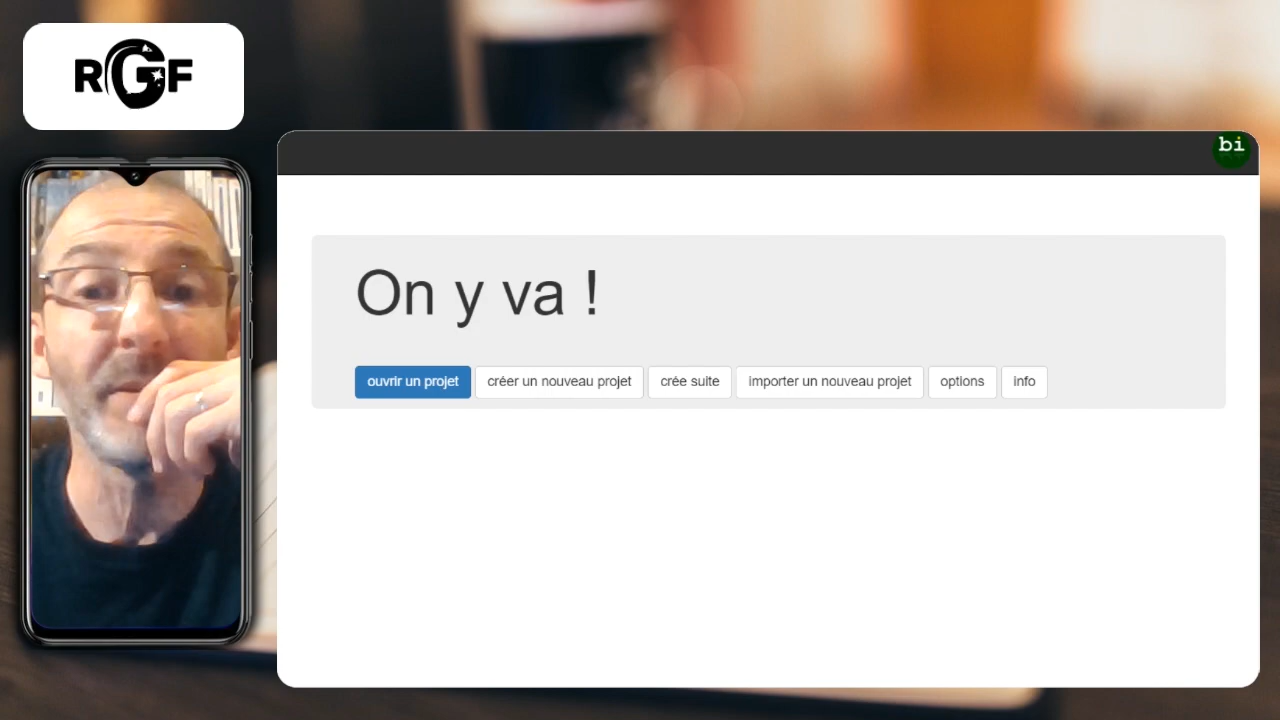 RGF
bi
On y va !
ouvrir un projet créer un nouveau projet crée suite importer un nouveau projet options info